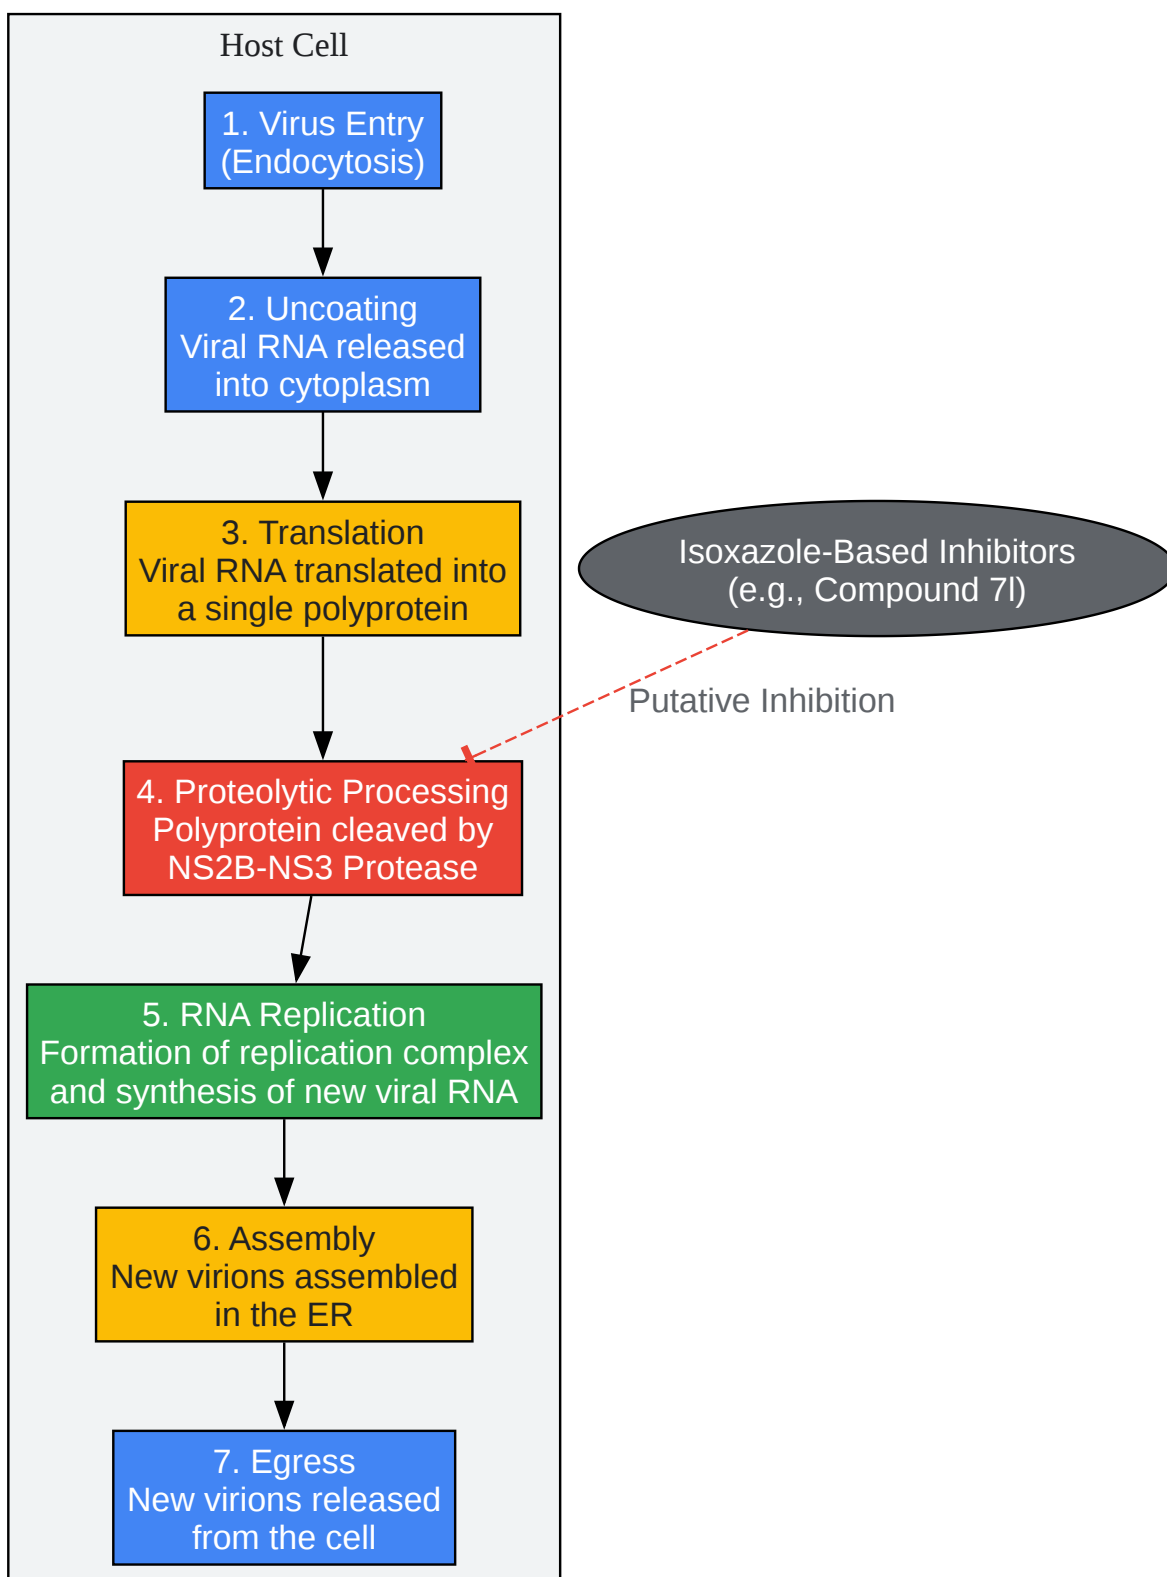 Host Cell
1. Virus Entry
(Endocytosis)
2. Uncoating
Viral RNA released
into cytoplasm
3. Translation
Viral RNA translated into
a single polyprotein
Isoxazole-Based Inhibitors
(e.g., Compound 7l)
Putative Inhibition
4. Proteolytic Processing
Polyprotein cleaved by
NS2B-NS3 Protease
5. RNA Replication
Formation of replication complex
and synthesis of new viral RNA
6. Assembly
New virions assembled
in the ER
7. Egress
New virions released
from the cell